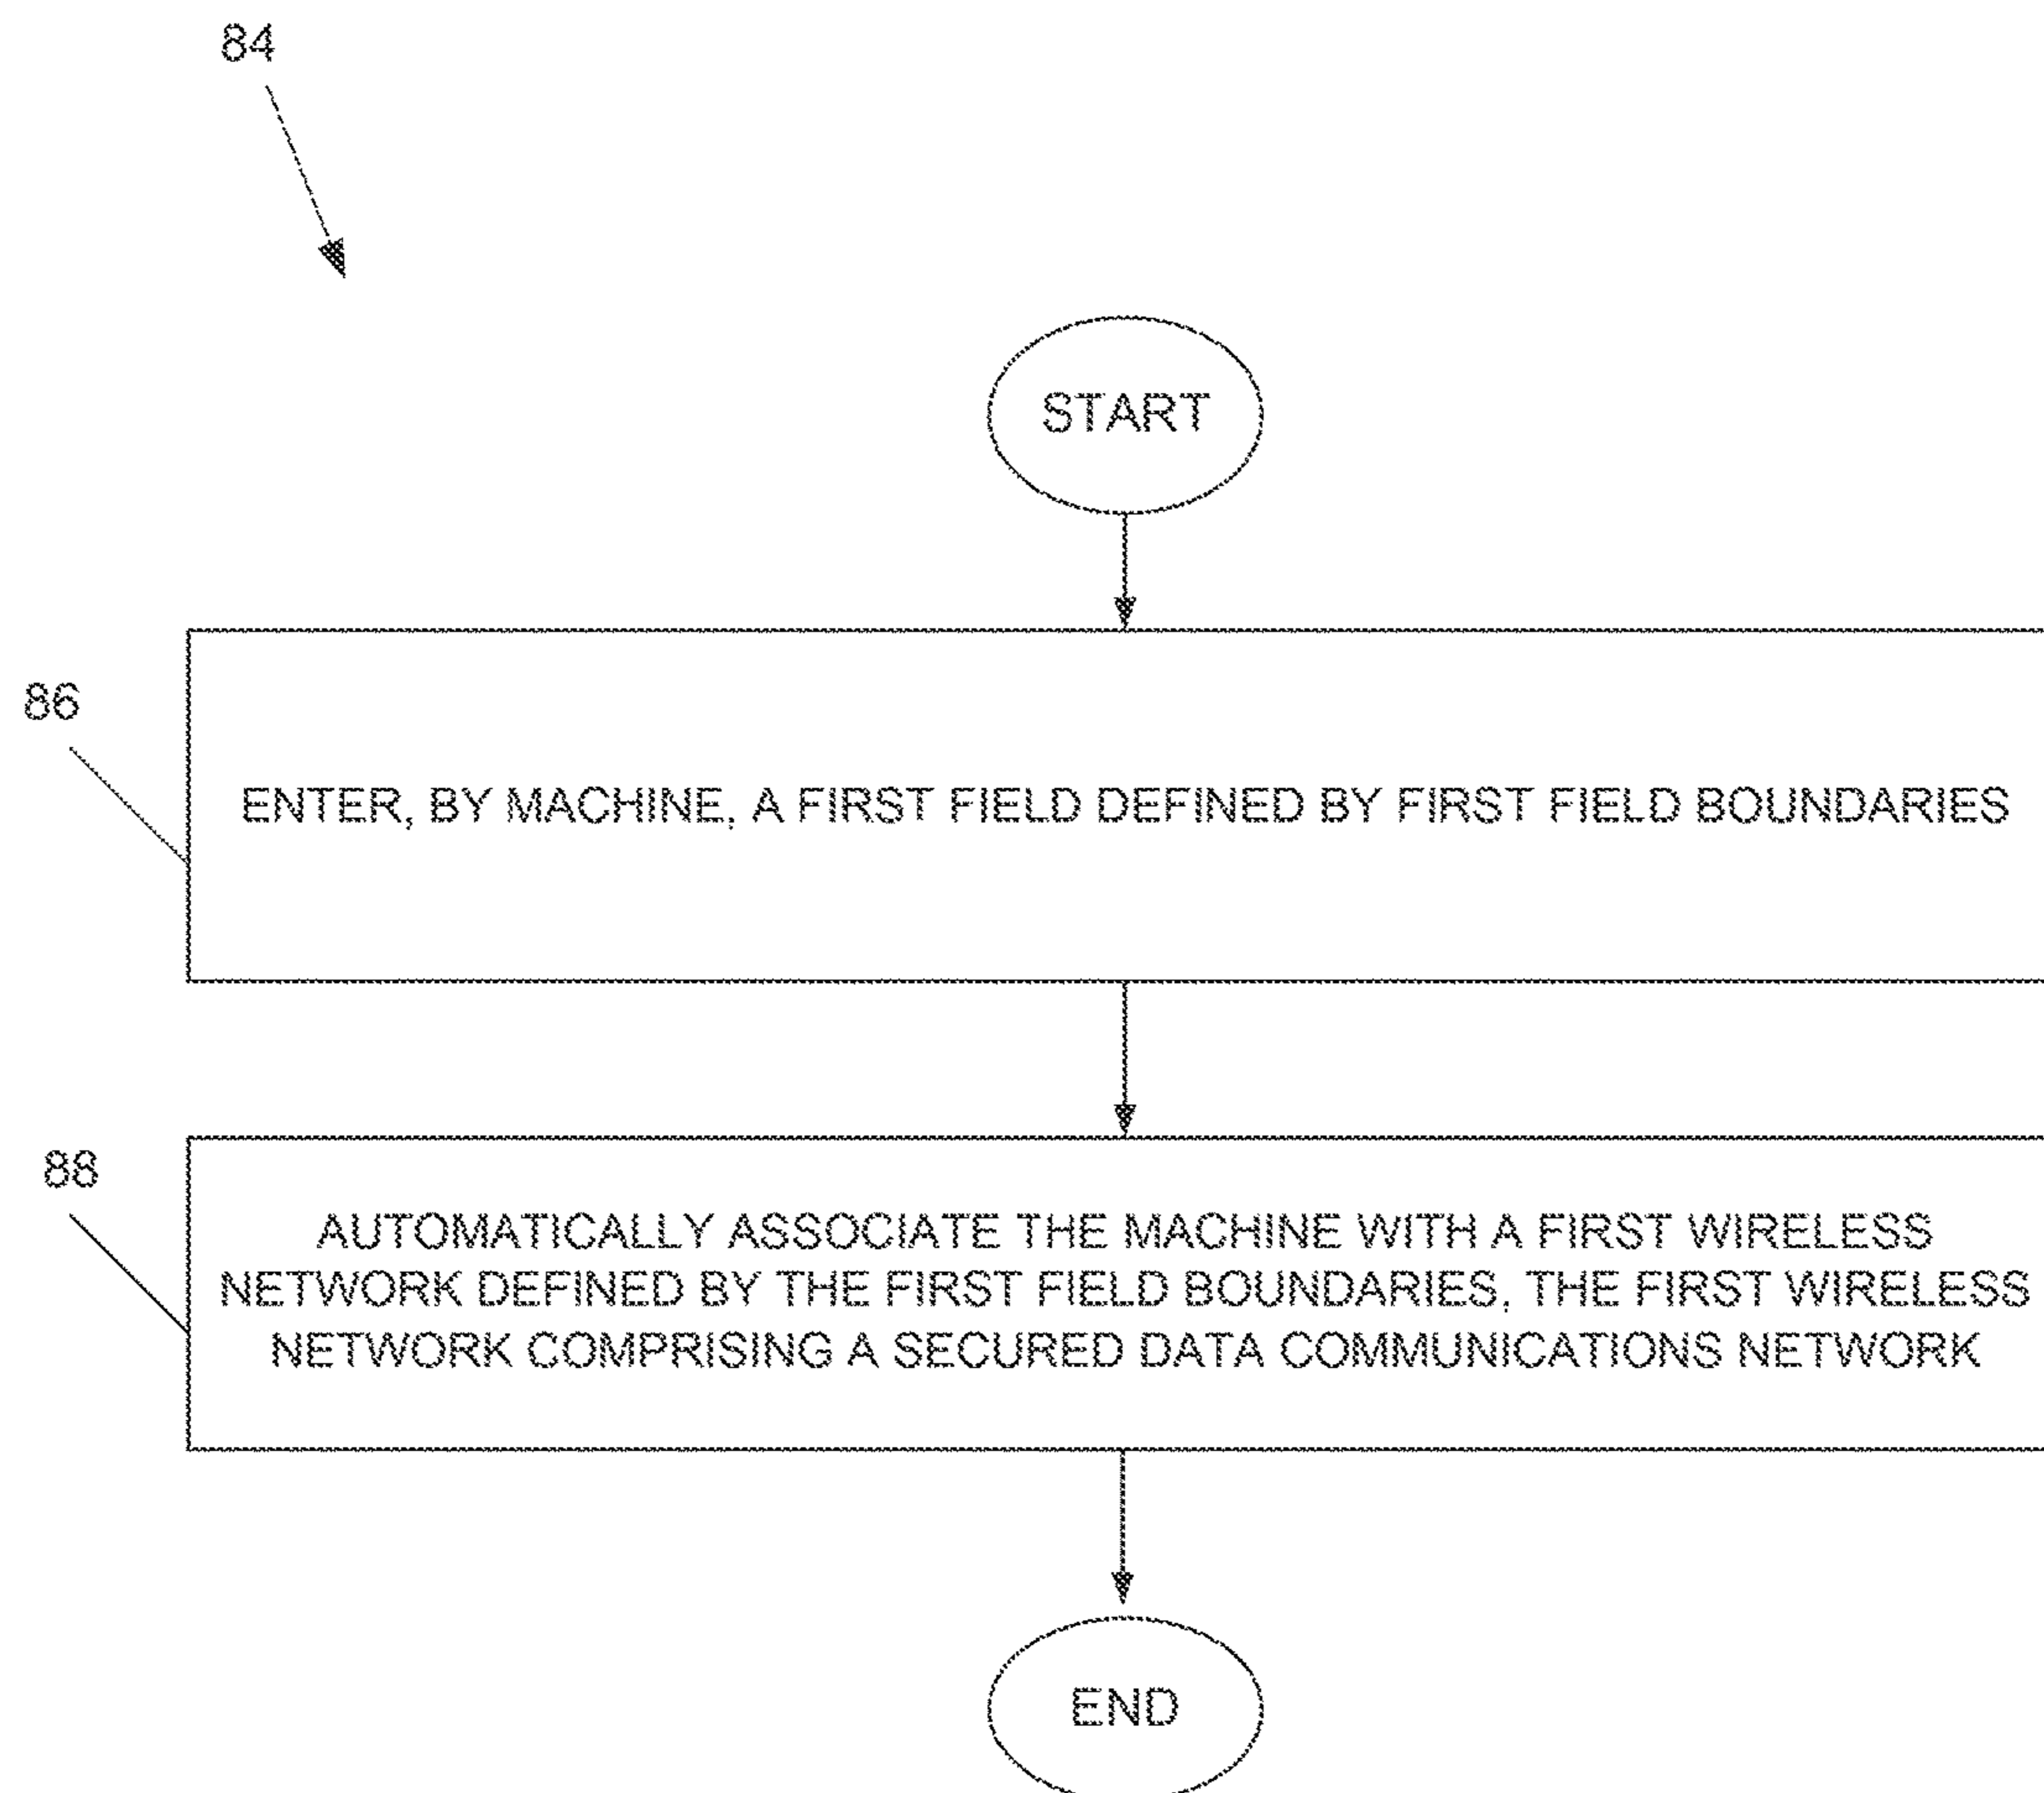 84
START
86
ENTER, BY MACHINE, A FIRST FIELD DEFINED BY FIRST FIELD BOUNDARIES
88
AUTOMATICALLY ASSOCIATE THE MACHINE WITH A FIRST WIRELESS
NETWORK DEFINED BY THE FIRST FIELD BOUNDARIES, THE FIRST WIRELESS
NETWORK COMPRISING A SECURED DATA COMMUNICATIONS NETWORK
END